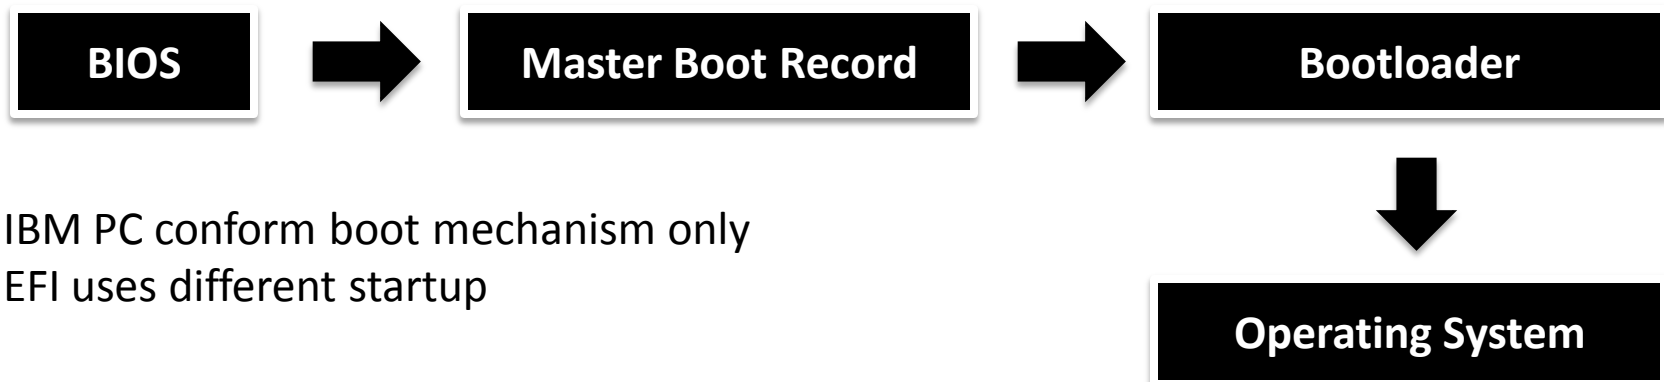 BIOS
Master Boot Record
Bootloader
IBM PC conform boot mechanism only
EFI uses different startup
Operating System